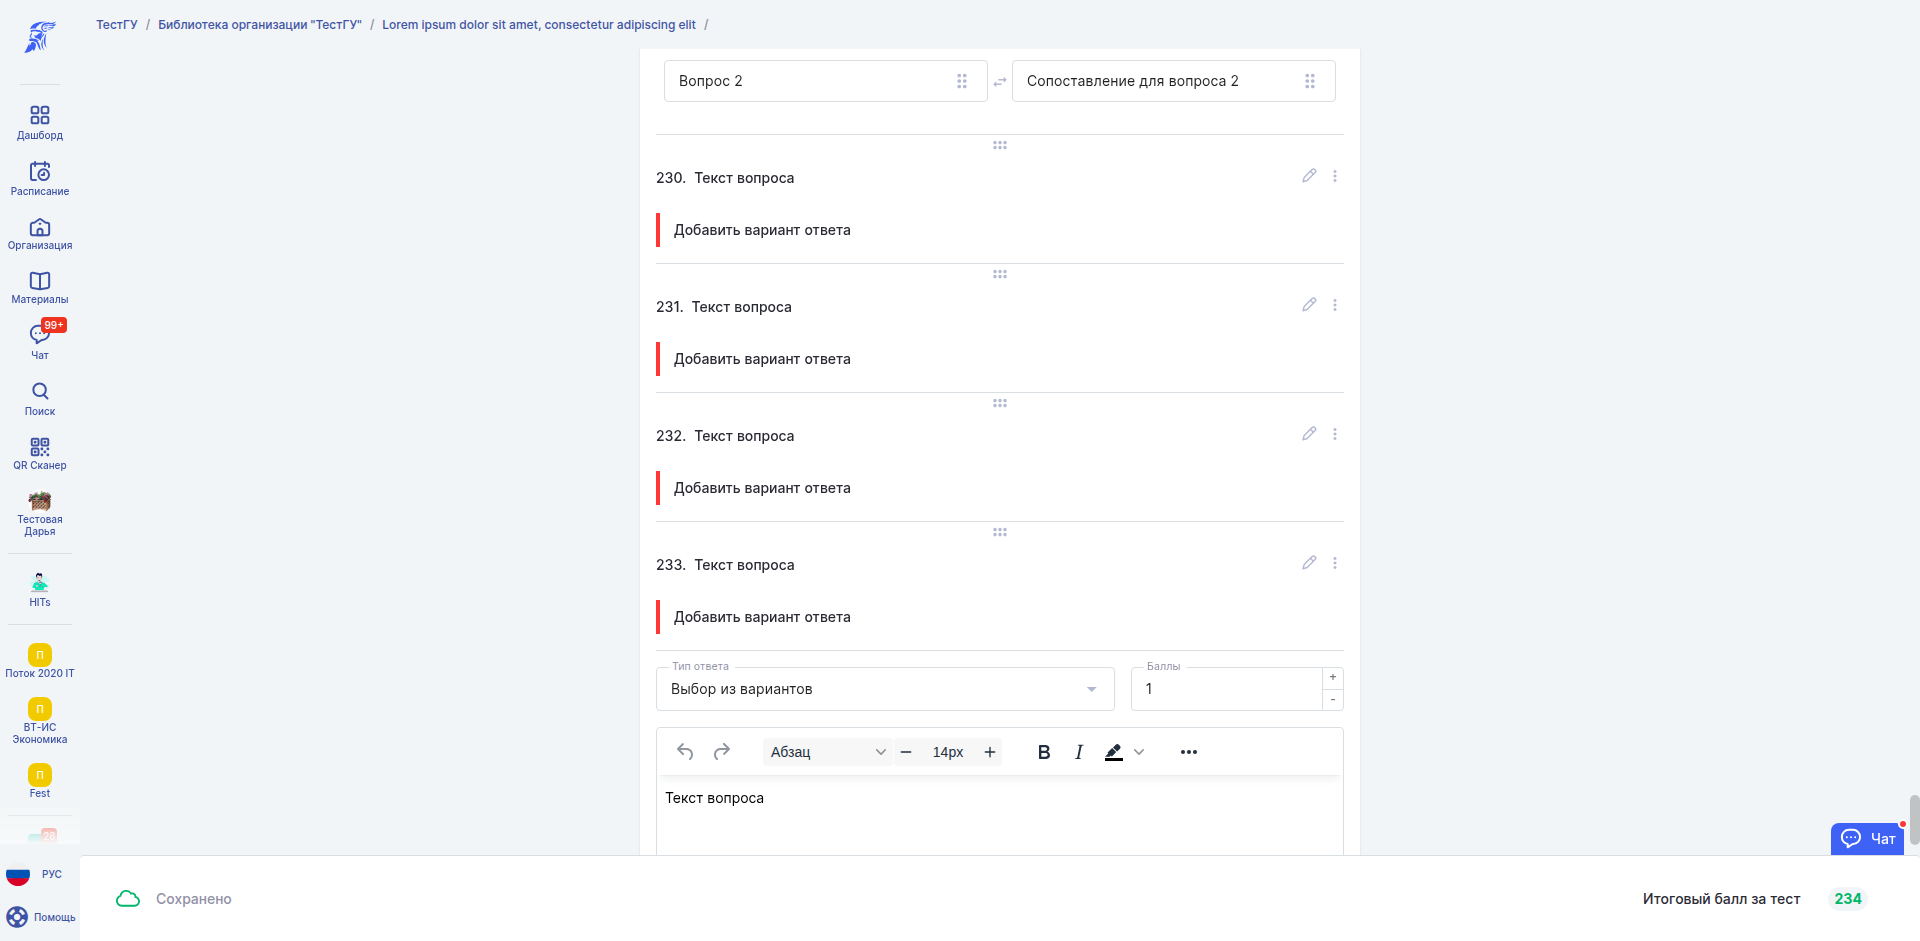 ТестГУ / Библиотека организации "ТестГУ" / Lorem ipsum dolor sit amet, consectetur adipiscing elit /
Дашборд
Расписание
Организация
Материалы
99+
Чат
Поиск
QR Сканер
Тестовая
Дарья
HITs
П
Поток 2020 IT
П
ВТ-ИС
Экономика
П
Fest
28
РУС
Помощь
Вопрос 2
Сопоставление для вопроса 2
230. Текст вопроса
Добавить вариант ответа
231. Текст вопроса
Добавить вариант ответа
232. Текст вопроса
Добавить вариант ответа
233. Текст вопроса
Добавить вариант ответа
Тип ответа
Выбор из вариантов
Баллы
1
+
-
Абзац
14px
B I
Текст вопроса
Чат
Сохранено
Итоговый балл за тест 234